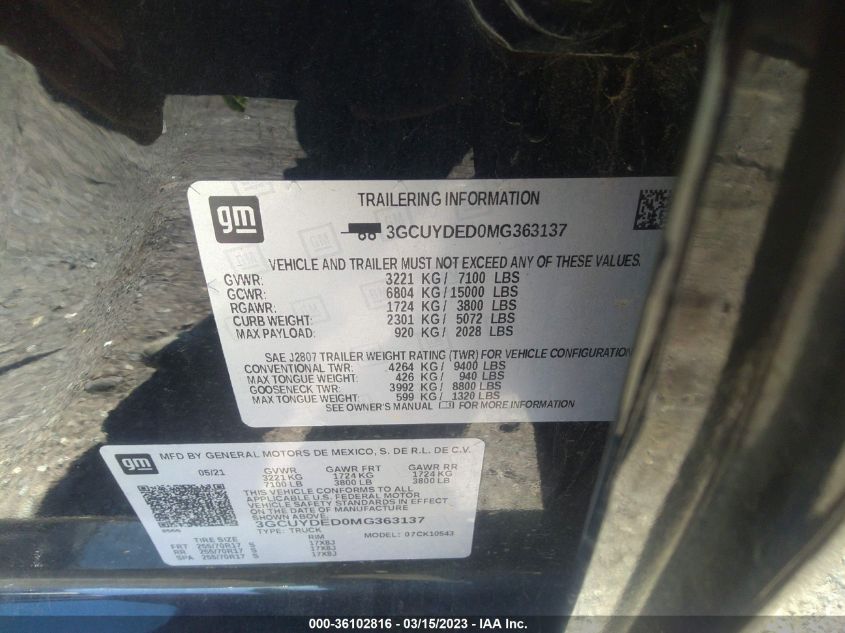 gm
TRAILERING INFORMATION
3GCUYDED0MG363137
VEHICLE AND TRAILER MUST NOT EXCEED ANY OF THESE VALUES.
GVWR: 3221 KG / 7100 LBS
GCWR: 6804 KG / 15000 LBS
RGAWR: 1724 KG / 3800 LBS
CURB WEIGHT: 2301 KG / 5072 LBS
MAX PAYLOAD: 920 KG / 2028 LBS
SAE J2807 TRAILER WEIGHT RATING (TWR) FOR VEHICLE CONFIGURATION
CONVENTIONAL TWR: 4264 KG / 9400 LBS
MAX TONGUE WEIGHT: 426 KG / 940 LBS
GOOSENECK TWR: 3992 KG / 8800 LBS
MAX TONGUE WEIGHT: 599 KG / 1320 LBS
SEE OWNER'S MANUAL FOR MORE INFORMATION
gm
MFD BY GENERAL MOTORS DE MEXICO, S. DE R.L. DE C.V.
05/21 GVWR GAWR FRT GAWR RR
3221 KG 1724 KG 1724 KG
7100 LB 3800 LB 3800 LB
THIS VEHICLE CONFORMS TO ALL
APPLICABLE U.S. FEDERAL MOTOR
VEHICLE SAFETY STANDARDS IN EFFECT
ON THE DATE OF MANUFACTURE
SHOWN ABOVE.
3GCUYDED0MG363137
TYPE: TRUCK MODEL: 07CK10543
TIRE SIZE RIM
FRT 255/70R17 S 17X8J
RR 255/70R17 S 17X8J
SPA 255/70R17 S 17X8J
000-36102816 - 03/15/2023 - IAA Inc.